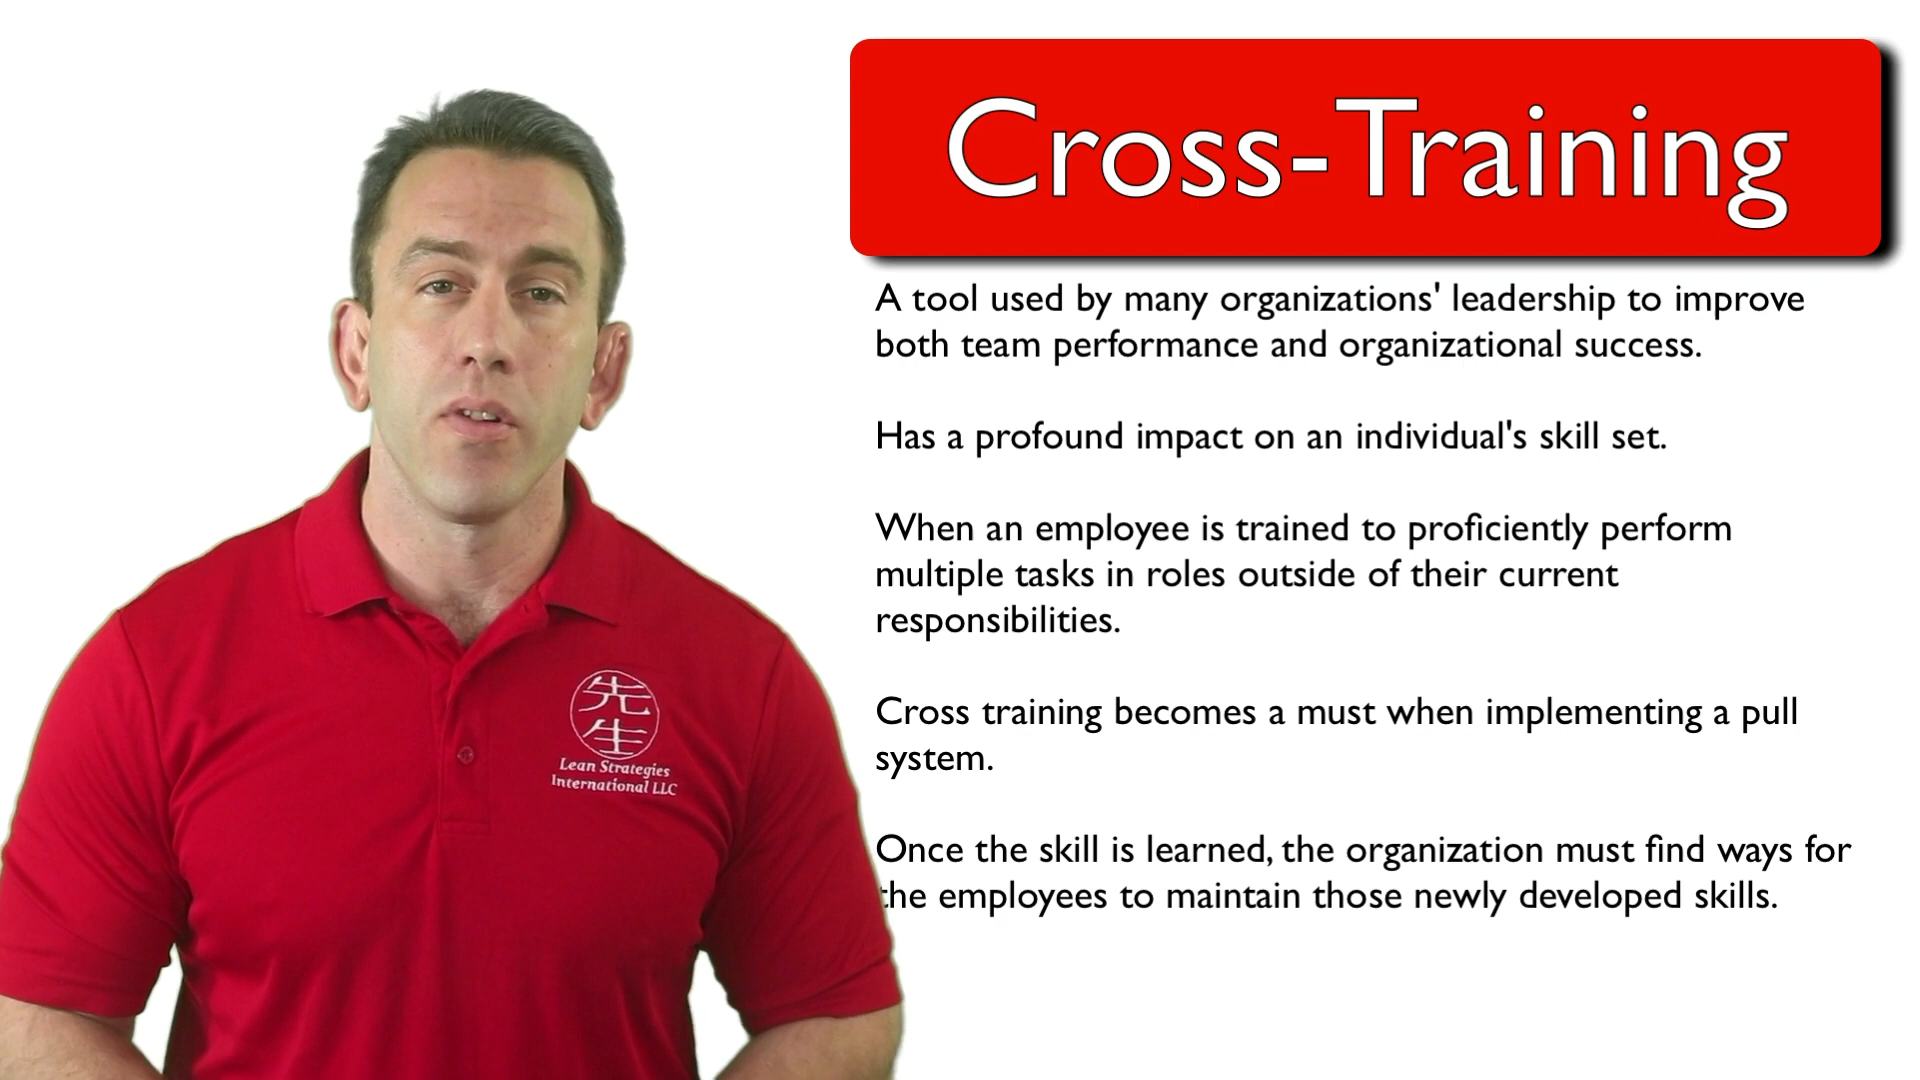 Cross-Training
A tool used by many organizations' leadership to improve
both team performance and organizational success.
Has a profound impact on an individual's skill set.
When an employee is trained to proficiently perform
multiple tasks in roles outside of their current
responsibilities.
Cross training becomes a must when implementing a pull
system.
Once the skill is learned, the organization must find ways for
the employees to maintain those newly developed skills.
先
生
Lean Strategies
International LLC